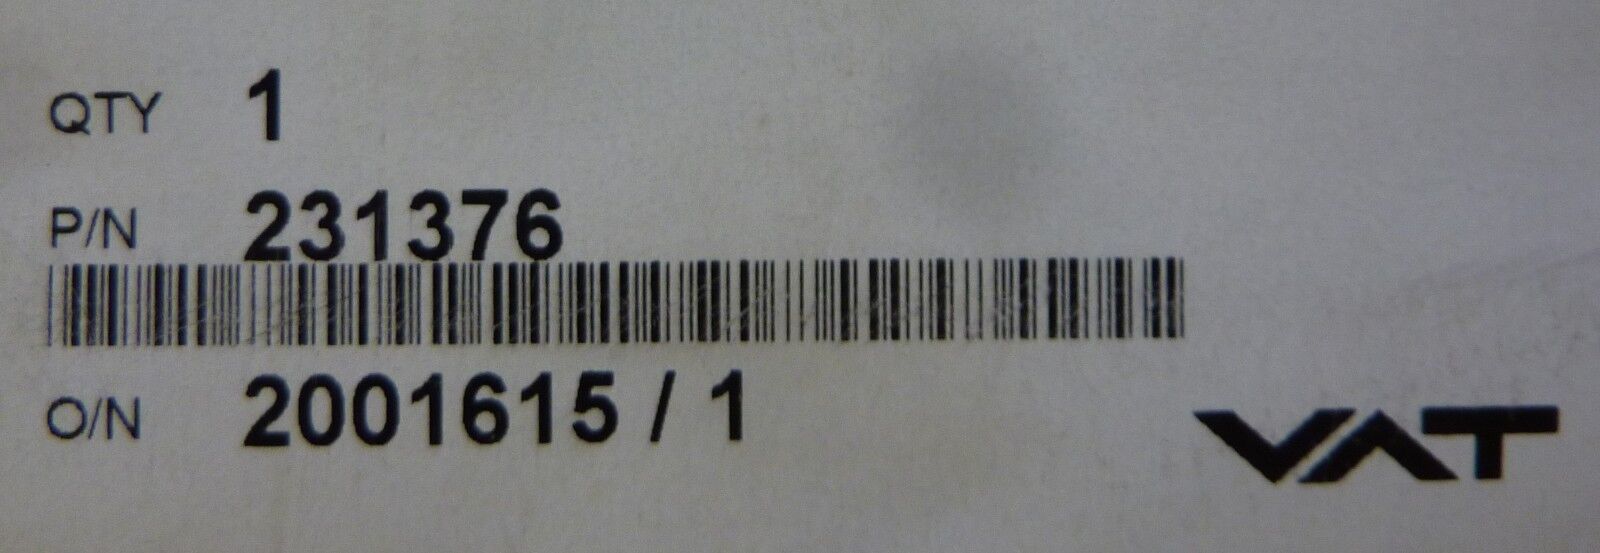 QTY 1
P/N 231376
O/N 2001615 / 1
VAT